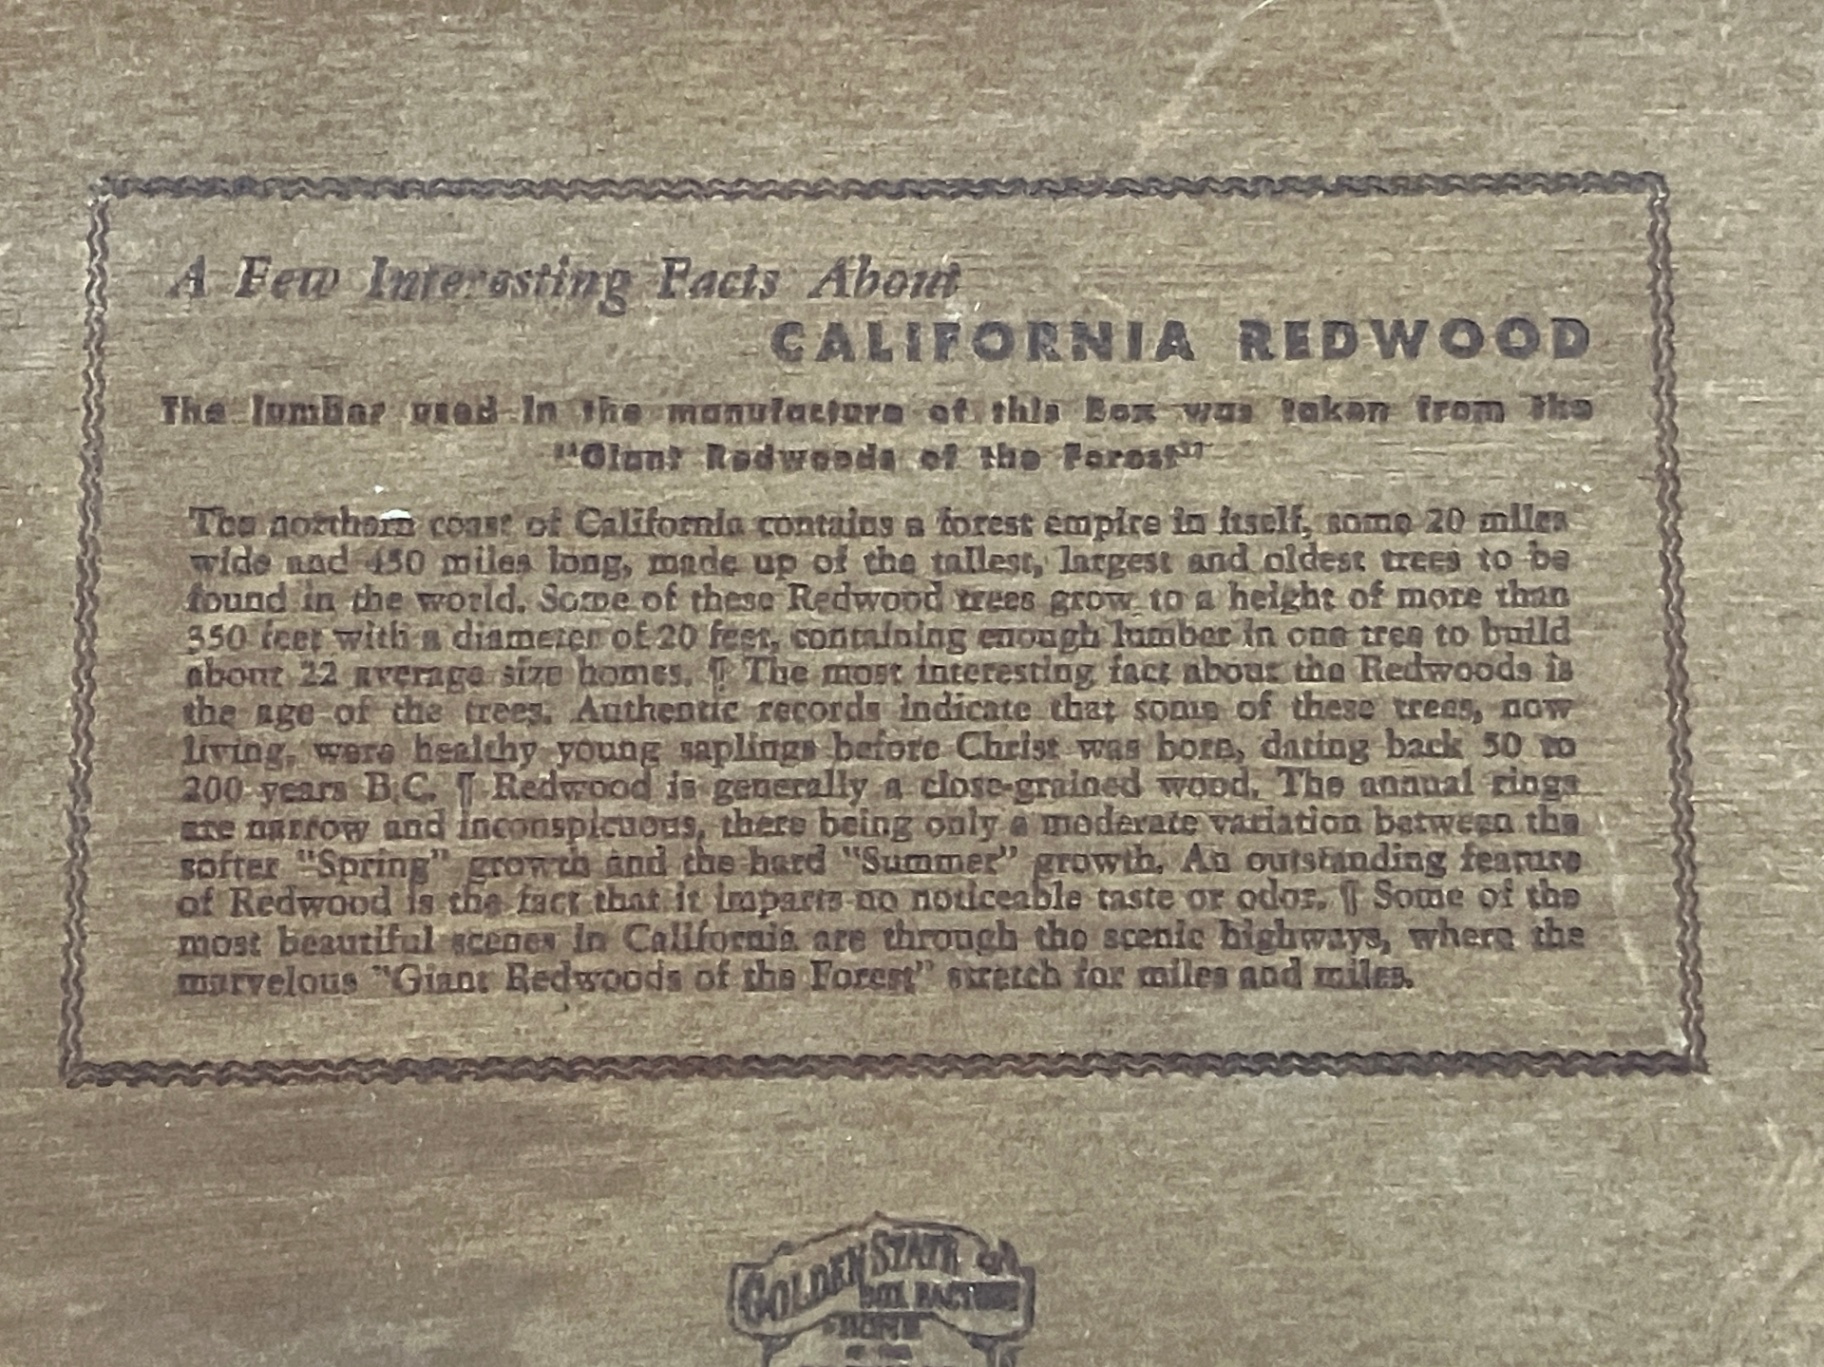 A Few Interesting Facts About
CALIFORNIA REDWOOD
The lumber used in the manufacture of this Box was taken from the
"Giant Redwoods of the Forest"
The northern coast of California contains a forest empire in itself, some 20 miles
wide and 450 miles long, made up of the tallest, largest and oldest trees to be
found in the world. Some of these Redwood trees grow to a height of more than
350 feet with a diameter of 20 feet, containing enough lumber in one tree to build
about 22 average size homes. ¶ The most interesting fact about the Redwoods is
the age of the trees. Authentic records indicate that some of these trees, now
living, were healthy young saplings before Christ was born, dating back 50 to
200 years B.C. ¶ Redwood is generally a close-grained wood. The annual rings
are narrow and inconspicuous, there being only a moderate variation between the
softer "Spring" growth and the hard "Summer" growth. An outstanding feature
of Redwood is the fact that it imparts no noticeable taste or odor. ¶ Some of the
most beautiful scenes in California are through the scenic highways, where the
marvelous "Giant Redwoods of the Forest" stretch for miles and miles.
GOLDEN STATE
BOX FACTORY